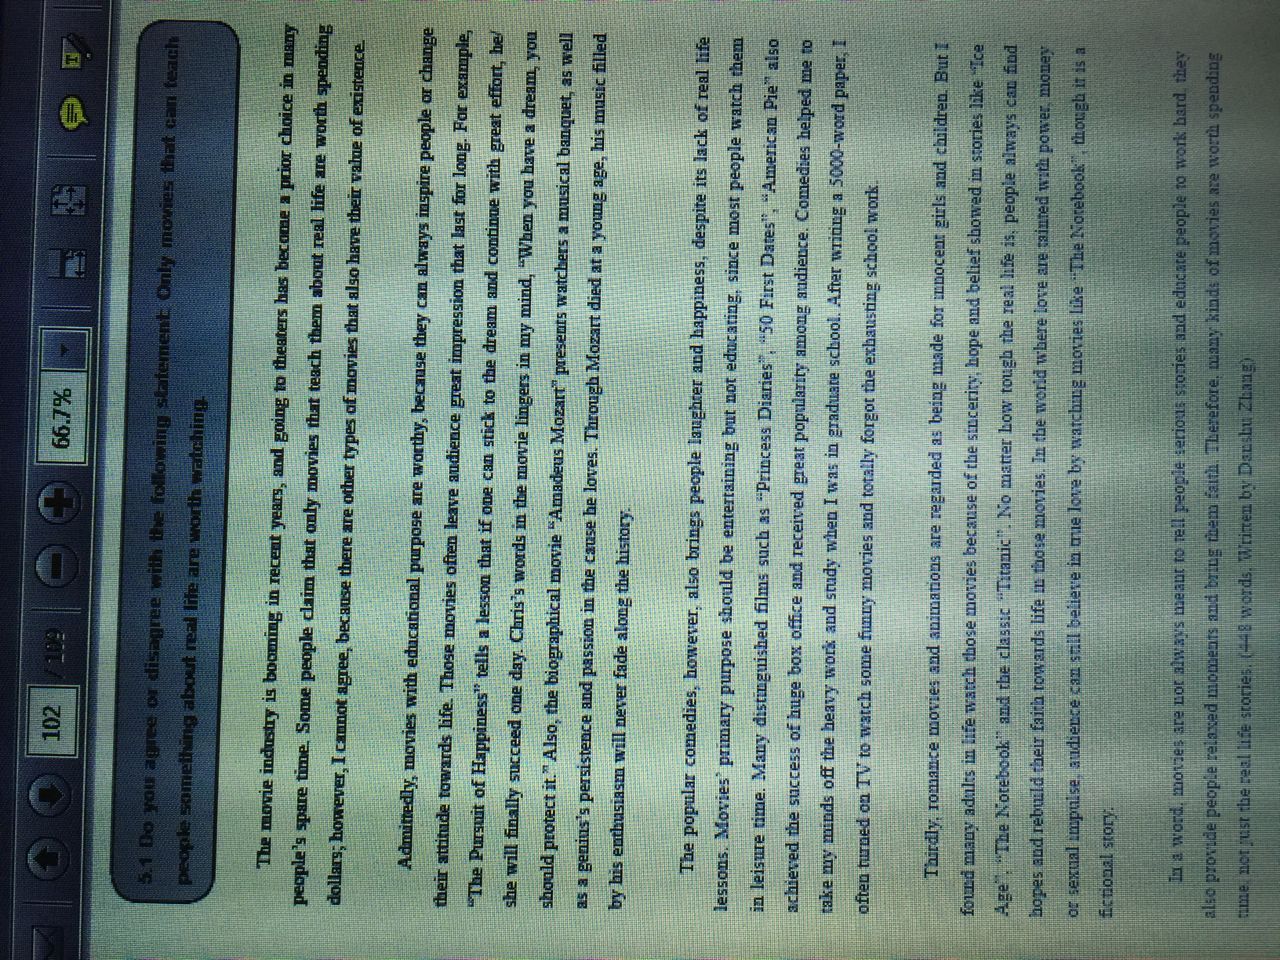 102
/ 189
66.7%
5.1 Do you agree or disagree with the following statement: Only movies that can teach
people something about real life are worth watching.
The movie industry is booming in recent years, and going to theaters has become a prior choice in many
people's spare time. Some people claim that only movies that teach them about real life are worth spending
dollars; however, I cannot agree, because there are other types of movies that also have their value of existence.
Admittedly, movies with educational purpose are worthy, because they can always inspire people or change
their attitude towards life. Those movies often leave audience great impression that last for long. For example,
“The Pursuit of Happiness” tells a lesson that if one can stick to the dream and continue with great effort, he/
she will finally succeed one day. Chris's words in the movie lingers in my mind, “When you have a dream, you
should protect it.” Also, the biographical movie “Amadeus Mozart” presents watchers a musical banquet, as well
as a genius's persistence and passion in the cause he loves. Through Mozart died at a young age, his music filled
by his enthusiasm will never fade along the history.
The popular comedies, however, also brings people laughter and happiness, despite its lack of real life
lessons. Movies' primary purpose should be entertaining but not educating, since most people watch them
in leisure time. Many distinguished films such as “Princess Diaries”, “50 First Dates”, “American Pie” also
achieved the success of huge box office and received great popularity among audience. Comedies helped me to
take my minds off the heavy work and study when I was in graduate school. After writing a 5000-word paper, I
often turned on TV to watch some funny movies and totally forgot the exhausting school work.
Thirdly, romance movies and animations are regarded as being made for innocent girls and children. But I
found many adults in life watch those movies because of the sincerity, hope and belief showed in stories like “Ice
Age”, “The Notebook” and the classic “Titanic”. No matter how tough the real life is, people always can find
hopes and rebuild their faith towards life in those movies. In the world where love are tainted with power, money
or sexual impulse, audience can still believe in true love by watching movies like “The Notebook”, though it is a
fictional story.
In a word, movies are not always meant to tell people serious stories and educate people to work hard, they
also provide people relaxed moments and bring them faith. Therefore, many kinds of movies are worth spending
time, not just the real life stories. (448 words, Written by Danshu Zhang)